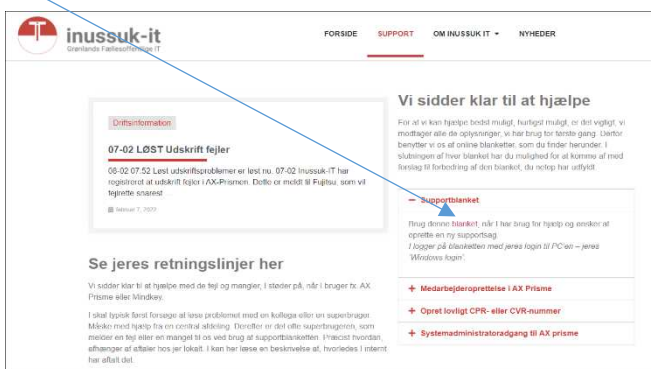 inussuk-it
Grønlands Fællesoffentlige IT
FORSIDE SUPPORT OM INUSSUK IT NYHEDER
Driftsinformation
07-02 LØST Udskrift fejler
08-02 07:52 Løst udskriftsproblemer er løst nu. 07-02 Inussuk-IT har
registreret at udskrift fejler i AX-Prismen. Dette er meldt til Fujitsu, som vil
fejlrette snarest
februar 7, 2022
Se jeres retningslinjer her
Vi sidder klar til at hjælpe med de fejl og mangler, I støder på, når I bruger fx. AX
Prisme eller Mindkey.
I skal typisk først forsøge at løse problemet med en kollega eller en superbruger.
Måske med hjælp fra en central afdeling. Derefter er det ofte superbrugeren, som
melder en fejl eller en mangel til os ved brug af supportblanketten. Præcist hvordan,
afhænger af aftaler hos jer lokalt. I kan her læse en beskrivelse af, hvorledes I internt
har aftalt det.
Vi sidder klar til at hjælpe
For at vi kan hjælpe bedst muligt, hurtigst muligt, er det vigtigt, vi
modtager alle de oplysninger, vi har brug for første gang. Derfor
benytter vi os af online blanketter, som du finder herunder. I
slutningen af hver blanket har du mulighed for at komme af med
forslag til forbedring af den blanket, du netop har udfyldt.
Supportblanket
Brug denne blanket, når I har brug for hjælp og ønsker at
oprette en ny supportsag.
I logger på blanketten med jeres login til PC'en – jeres
'Windows login'.
Medarbejderoprettelse i AX Prisme
Opret lovligt CPR- eller CVR-nummer
Systemadministratoradgang til AX prisme